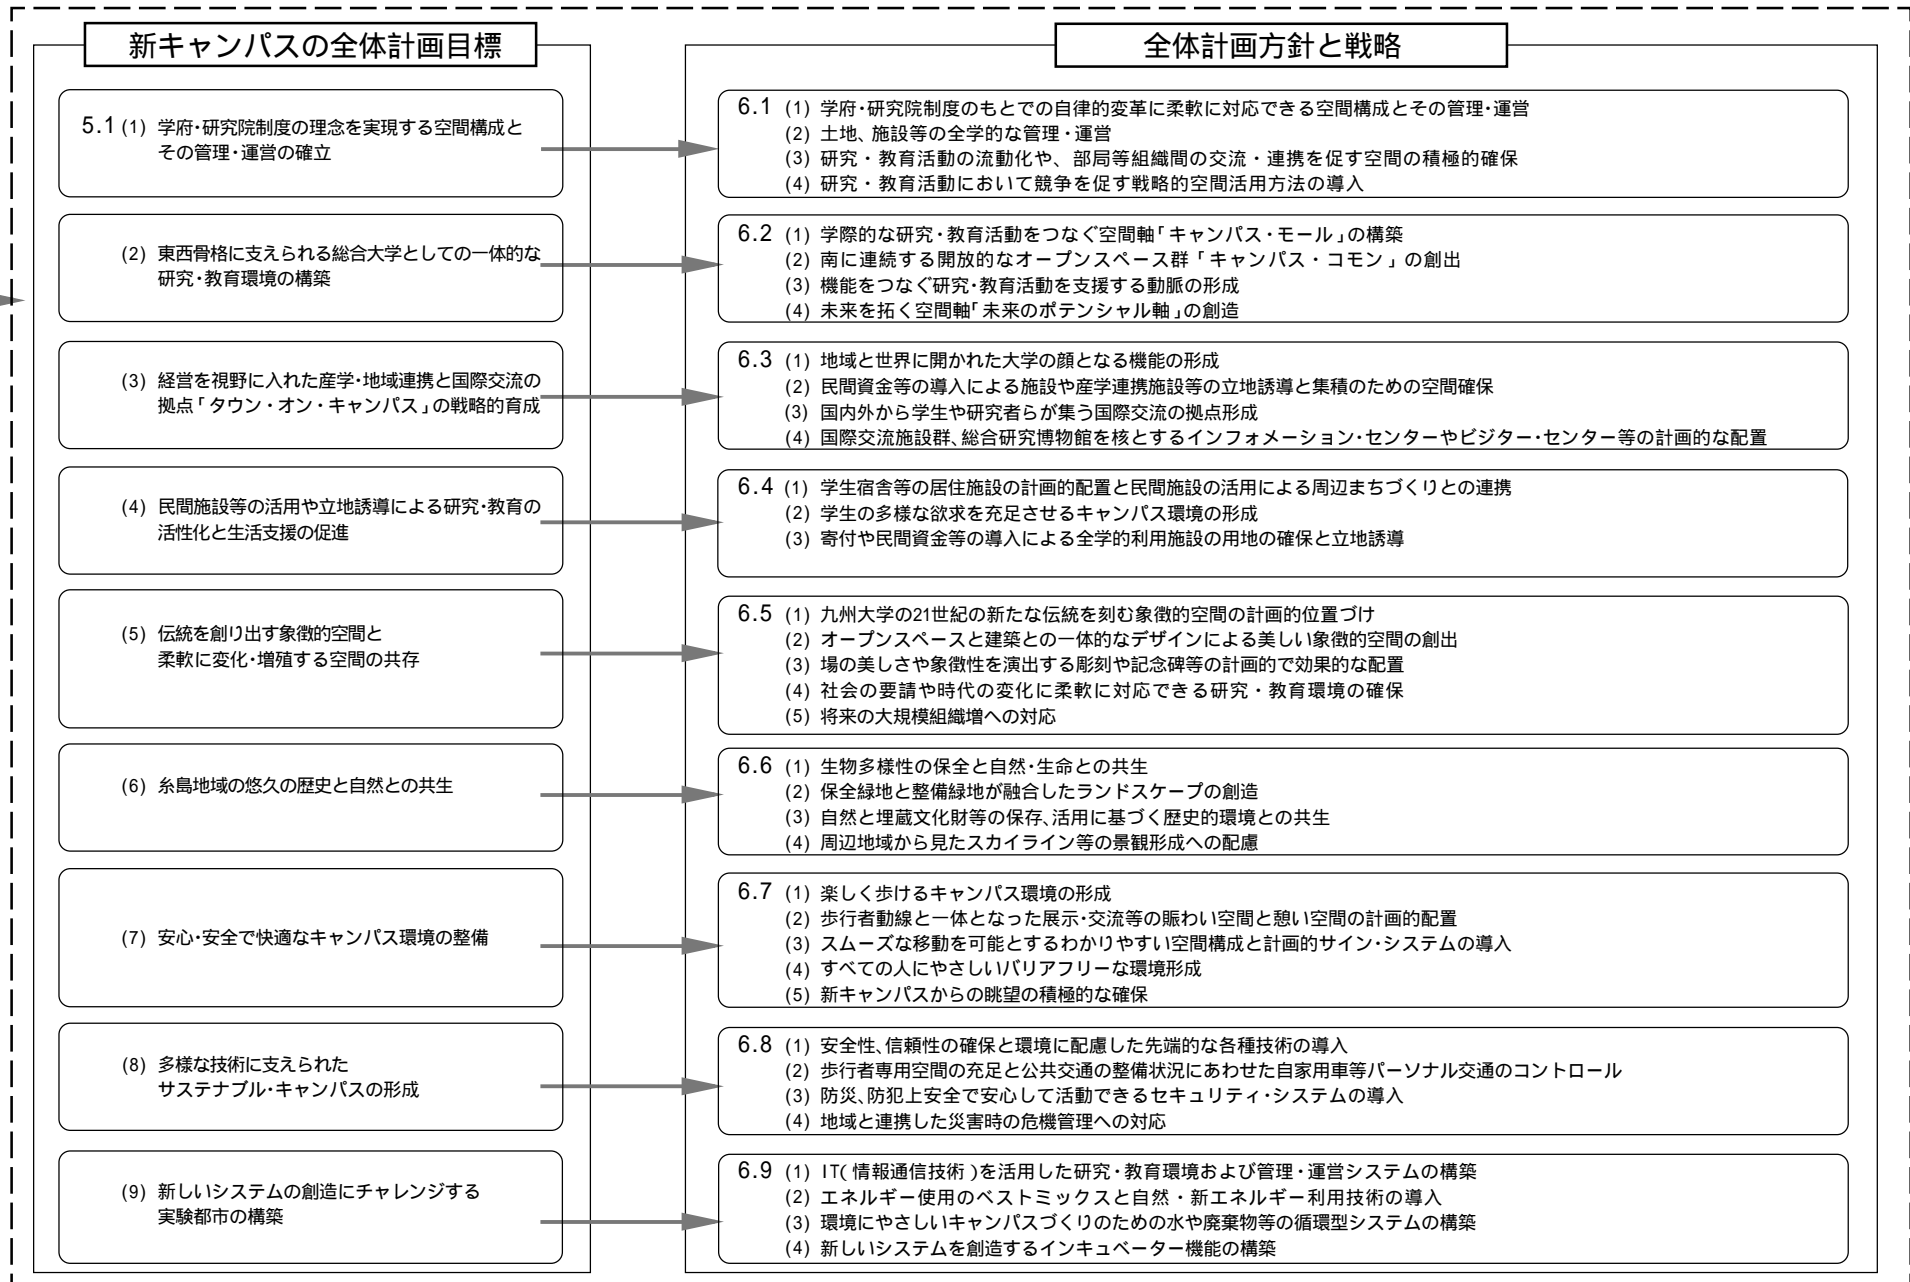 新キャンパスの全体計画目標
全体計画方針と戦略
5.1 (1) 学府・研究院制度の理念を実現する空間構成と
その管理・運営の確立
6.1 (1) 学府・研究院制度のもとでの自律的変革に柔軟に対応できる空間構成とその管理・運営
(2) 土地、施設等の全学的な管理・運営
(3) 研究・教育活動の流動化や、部局等組織間の交流・連携を促す空間の積極的確保
(4) 研究・教育活動において競争を促す戦略的空間活用方法の導入
(2) 東西骨格に支えられる総合大学としての一体的な
研究・教育環境の構築
6.2 (1) 学際的な研究・教育活動をつなぐ空間軸「キャンパス・モール」の構築
(2) 南に連続する開放的なオープンスペース群「キャンパス・コモン」の創出
(3) 機能をつなぐ研究・教育活動を支援する動脈の形成
(4) 未来を拓く空間軸「未来のポテンシャル軸」の創造
(3) 経営を視野に入れた産学・地域連携と国際交流の
拠点「タウン・オン・キャンパス」の戦略的育成
6.3 (1) 地域と世界に開かれた大学の顔となる機能の形成
(2) 民間資金等の導入による施設や産学連携施設等の立地誘導と集積のための空間確保
(3) 国内外から学生や研究者らが集う国際交流の拠点形成
(4) 国際交流施設群、総合研究博物館を核とするインフォメーション・センターやビジター・センター等の計画的な配置
(4) 民間施設等の活用や立地誘導による研究・教育の
活性化と生活支援の促進
6.4 (1) 学生宿舎等の居住施設の計画的配置と民間施設の活用による周辺まちづくりとの連携
(2) 学生の多様な欲求を充足させるキャンパス環境の形成
(3) 寄付や民間資金等の導入による全学的利用施設の用地の確保と立地誘導
(5) 伝統を創り出す象徴的空間と
柔軟に変化・増殖する空間の共存
6.5 (1) 九州大学の21世紀の新たな伝統を刻む象徴的空間の計画的位置づけ
(2) オープンスペースと建築との一体的なデザインによる美しい象徴的空間の創出
(3) 場の美しさや象徴性を演出する彫刻や記念碑等の計画的で効果的な配置
(4) 社会の要請や時代の変化に柔軟に対応できる研究・教育環境の確保
(5) 将来の大規模組織増への対応
(6) 糸島地域の悠久の歴史と自然との共生
6.6 (1) 生物多様性の保全と自然・生命との共生
(2) 保全緑地と整備緑地が融合したランドスケープの創造
(3) 自然と埋蔵文化財等の保存、活用に基づく歴史的環境との共生
(4) 周辺地域から見たスカイライン等の景観形成への配慮
(7) 安心・安全で快適なキャンパス環境の整備
6.7 (1) 楽しく歩けるキャンパス環境の形成
(2) 歩行者動線と一体となった展示・交流等の賑わい空間と憩い空間の計画的配置
(3) スムーズな移動を可能とするわかりやすい空間構成と計画的サイン・システムの導入
(4) すべての人にやさしいバリアフリーな環境形成
(5) 新キャンパスからの眺望の積極的な確保
(8) 多様な技術に支えられた
サステナブル・キャンパスの形成
6.8 (1) 安全性、信頼性の確保と環境に配慮した先端的な各種技術の導入
(2) 歩行者専用空間の充足と公共交通の整備状況にあわせた自家用車等パーソナル交通のコントロール
(3) 防災、防犯上安全で安心して活動できるセキュリティ・システムの導入
(4) 地域と連携した災害時の危機管理への対応
(9) 新しいシステムの創造にチャレンジする
実験都市の構築
6.9 (1) IT(情報通信技術)を活用した研究・教育環境および管理・運営システムの構築
(2) エネルギー使用のベストミックスと自然・新エネルギー利用技術の導入
(3) 環境にやさしいキャンパスづくりのための水や廃棄物等の循環型システムの構築
(4) 新しいシステムを創造するインキュベーター機能の構築